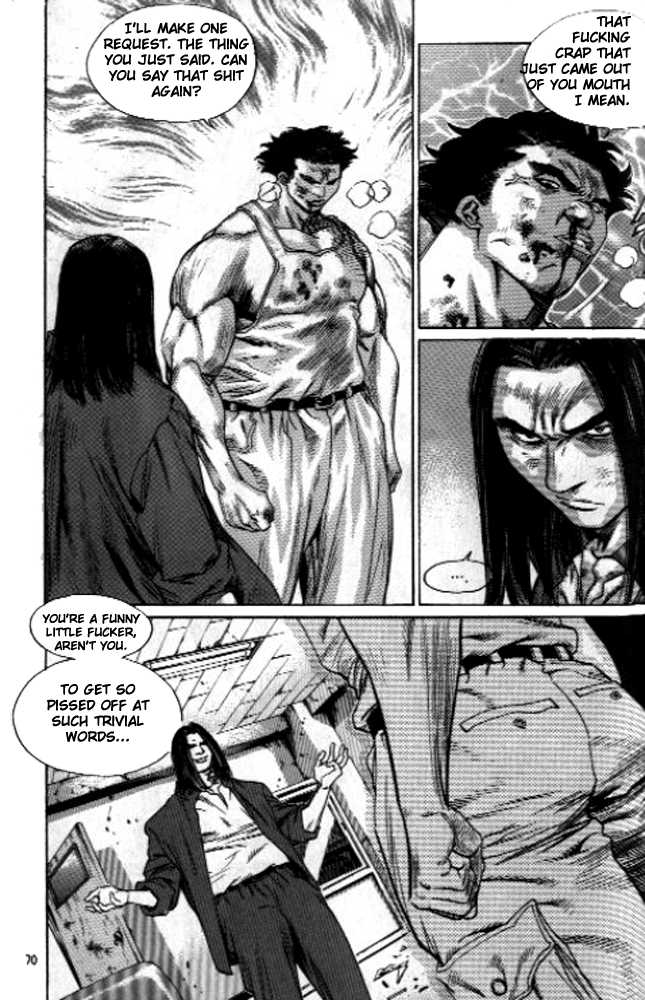 I'LL MAKE ONE
REQUEST. THE THING
YOU JUST SAID. CAN
YOU SAY THAT SHIT
AGAIN?
THAT
FUCKING
CRAP THAT
JUST CAME OUT
OF YOU MOUTH
I MEAN.
...
YOU'RE A FUNNY
LITTLE FUCKER,
AREN'T YOU.
TO GET SO
PISSED OFF AT
SUCH TRIVIAL
WORDS...
70